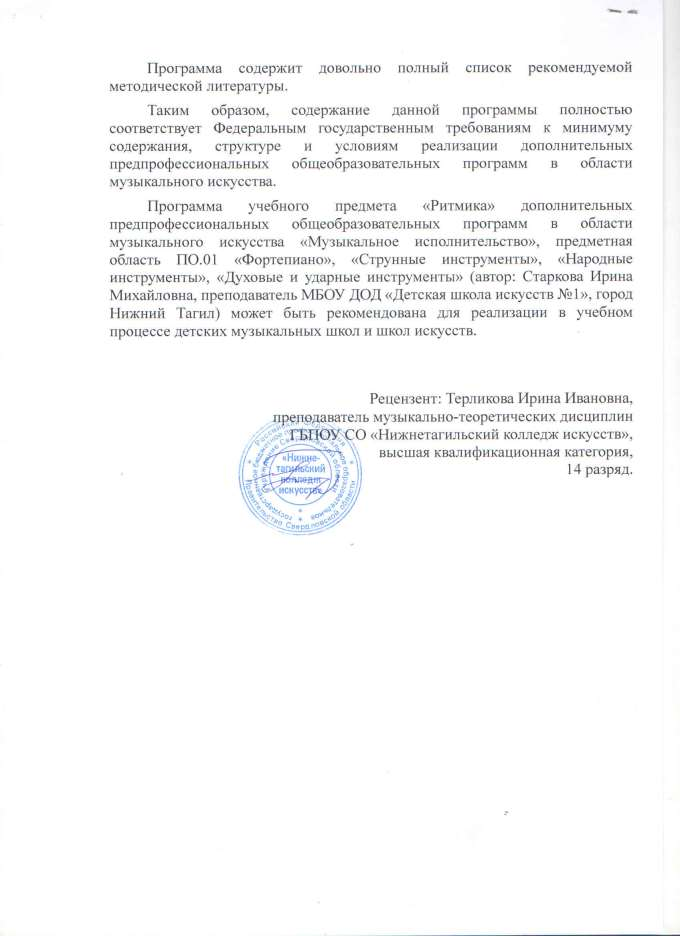 Программа содержит довольно полный список рекомендуемой
методической литературы.
Таким образом, содержание данной программы полностью
соответствует Федеральным государственным требованиям к минимуму
содержания, структуре и условиям реализации дополнительных
предпрофессиональных общеобразовательных программ в области
музыкального искусства.
Программа учебного предмета «Ритмика» дополнительных
предпрофессиональных общеобразовательных программ в области
музыкального искусства «Музыкальное исполнительство», предметная
область ПО.01 «Фортепиано», «Струнные инструменты», «Народные
инструменты», «Духовые и ударные инструменты» (автор: Старкова Ирина
Михайловна, преподаватель МБОУ ДОД «Детская школа искусств №1», город
Нижний Тагил) может быть рекомендована для реализации в учебном
процессе детских музыкальных школ и школ искусств.
Рецензент: Терликова Ирина Ивановна,
преподаватель музыкально-теоретических дисциплин
ГБПОУ СО «Нижнетагильский колледж искусств»,
высшая квалификационная категория,
14 разряд.
Российская Федерация
Правительство Свердловской области
«Нижне-
тагильский
колледж
искусств»